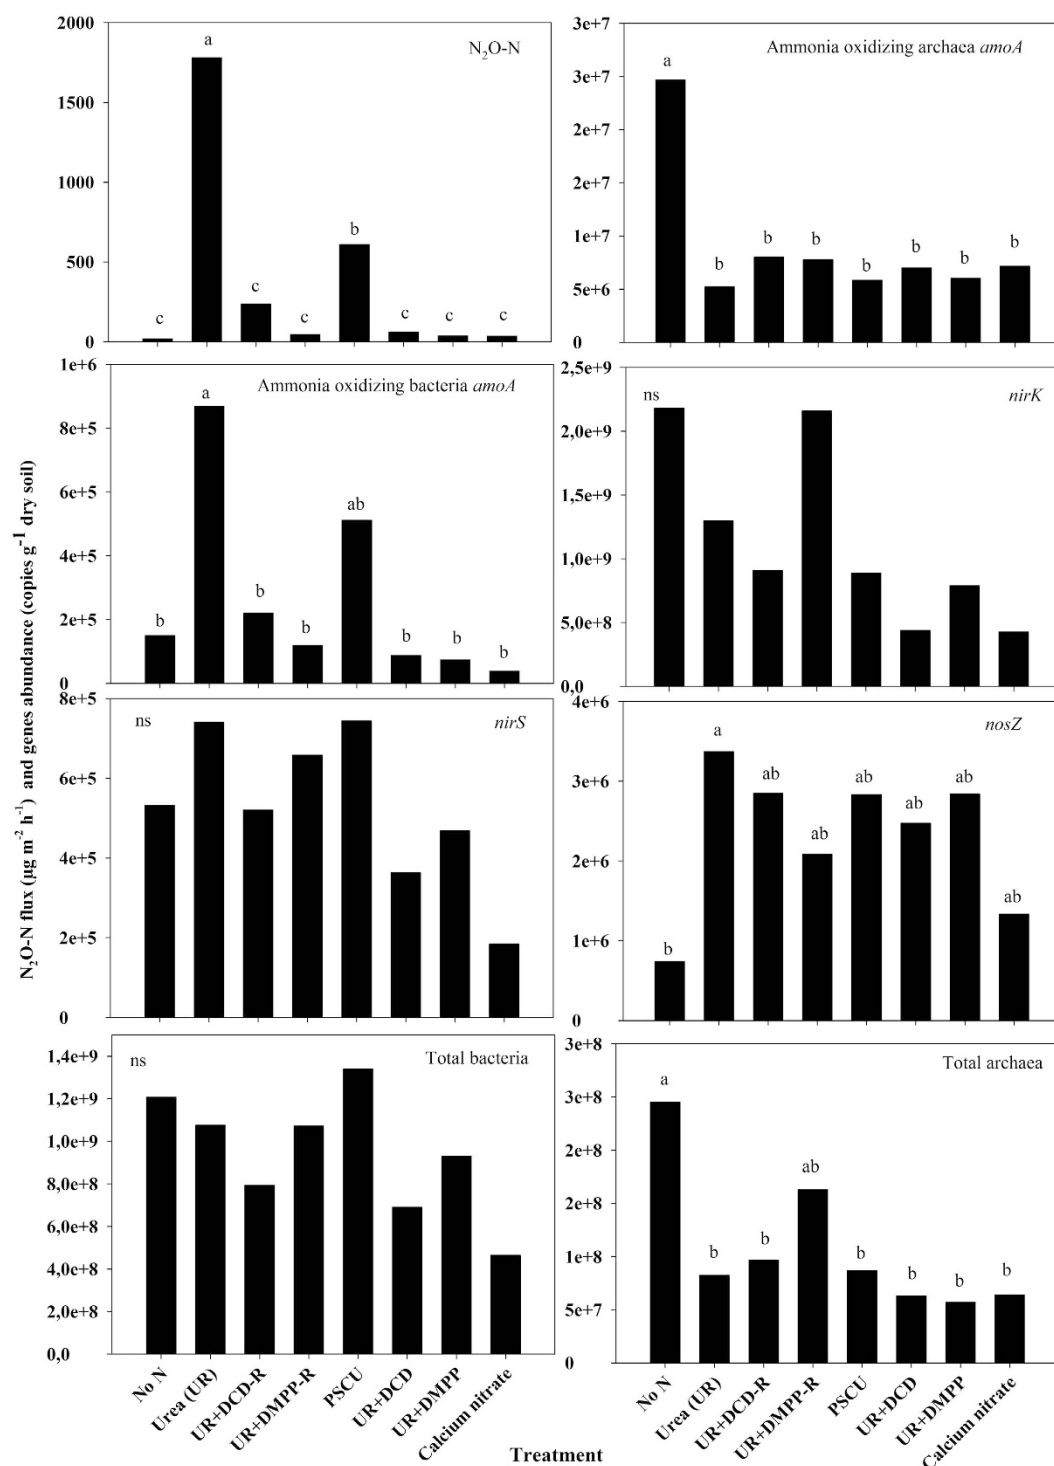 2000
1500
1000
500
0
N₂O-N
c
a
c
c
b
c
c
c
3e+7
3e+7
2e+7
2e+7
1e+7
5e+6
0
Ammonia oxidizing archaea amoA
a
b
b
b
b
b
b
b
1e+6
8e+5
6e+5
4e+5
2e+5
0
Ammonia oxidizing bacteria amoA
b
a
b
b
ab
b
b
b
2,5e+9
2,0e+9
1,5e+9
1,0e+9
5,0e+8
0,0
ns
nirK
8e+5
6e+5
4e+5
2e+5
0
ns
nirS
4e+6
3e+6
2e+6
1e+6
0
nosZ
b
a
ab
ab
ab
ab
ab
ab
1,4e+9
1,2e+9
1,0e+9
8,0e+8
6,0e+8
4,0e+8
2,0e+8
0,0
ns
Total bacteria
3e+8
3e+8
2e+8
2e+8
1e+8
5e+7
0
Total archaea
a
b
b
ab
b
b
b
b
N₂O-N flux (µg m⁻² h⁻¹) and genes abundance (copies g⁻¹ dry soil)
No N
Urea (UR)
UR+DCD-R
UR+DMPP-R
PSCU
UR+DCD
UR+DMPP
Calcium nitrate
No N
Urea (UR)
UR+DCD-R
UR+DMPP-R
PSCU
UR+DCD
UR+DMPP
Calcium nitrate
Treatment